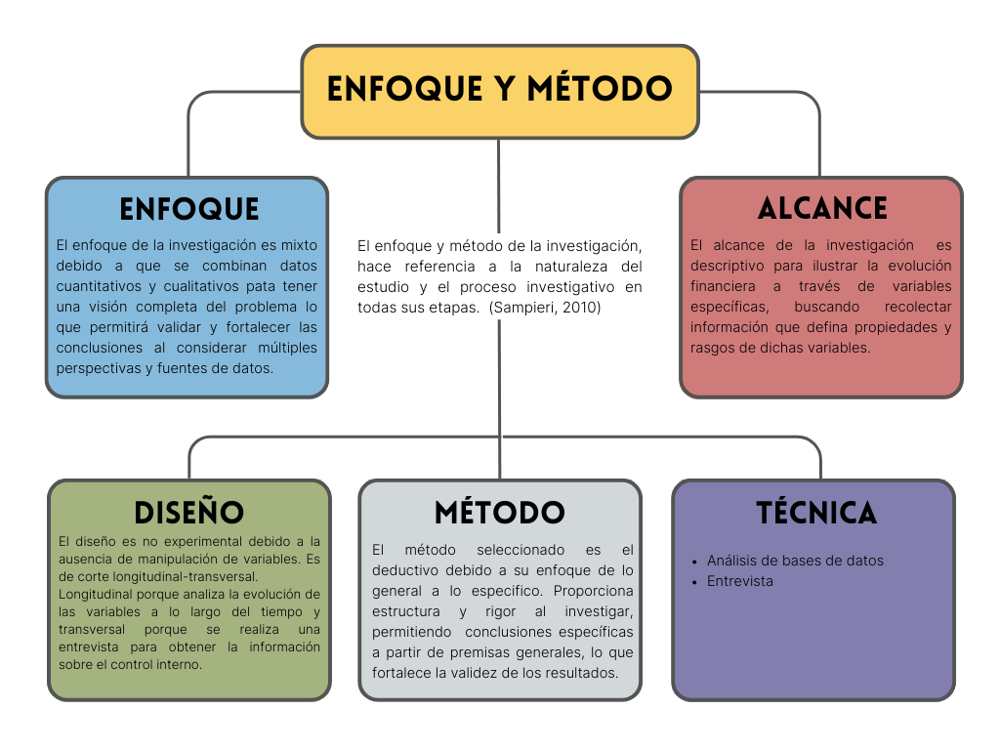 ENFOQUE Y MÉTODO
ENFOQUE
El enfoque de la investigación es mixto
debido a que se combinan datos
cuantitativos y cualitativos pata tener
una visión completa del problema lo
que permitirá validar y fortalecer las
conclusiones al considerar múltiples
perspectivas y fuentes de datos.
El enfoque y método de la investigación,
hace referencia a la naturaleza del
estudio y el proceso investigativo en
todas sus etapas. (Sampieri, 2010)
ALCANCE
El alcance de la investigación es
descriptivo para ilustrar la evolución
financiera a través de variables
específicas, buscando recolectar
información que defina propiedades y
rasgos de dichas variables.
DISEÑO
El diseño es no experimental debido a la
ausencia de manipulación de variables. Es
de corte longitudinal-transversal.
Longitudinal porque analiza la evolución de
las variables a lo largo del tiempo y
transversal porque se realiza una
entrevista para obtener la información
sobre el control interno.
MÉTODO
El método seleccionado es el
deductivo debido a su enfoque de lo
general a lo especifico. Proporciona
estructura y rigor al investigar,
permitiendo conclusiones específicas
a partir de premisas generales, lo que
fortalece la validez de los resultados.
TÉCNICA
• Análisis de bases de datos
• Entrevista